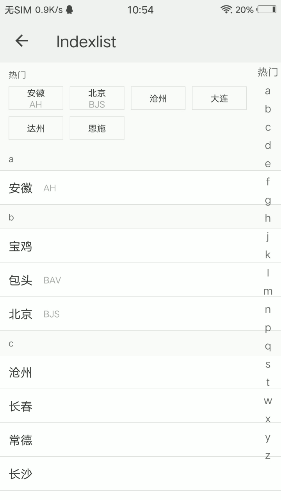 无SIM 0.9K/s 10:54 20%
Indexlist
热门
热门
安徽 北京 沧州 大连
AH BJS
达州 恩施
a
安徽 AH
b
宝鸡
包头 BAV
北京 BJS
c
沧州
长春
常德
长沙
a
b
c
d
e
f
g
h
j
k
l
m
n
p
q
s
t
w
x
y
z